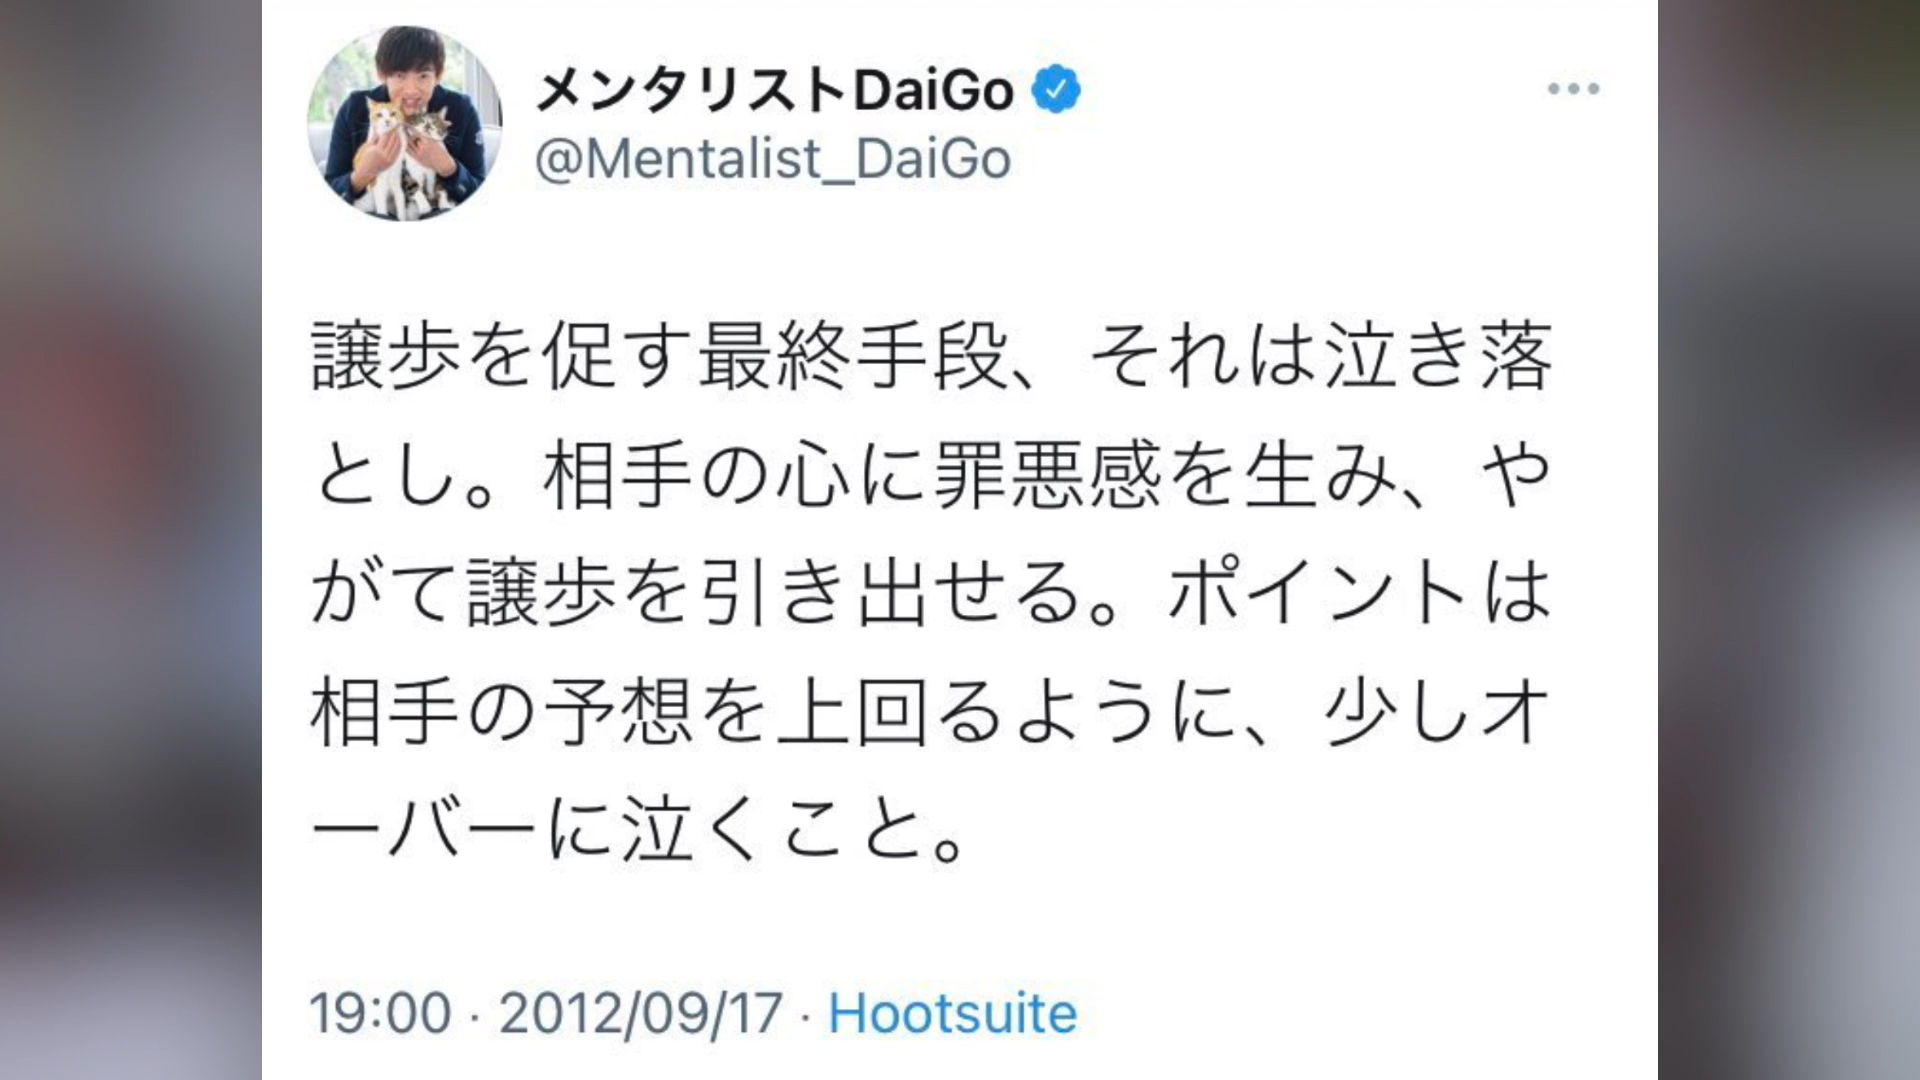 メンタリストDaiGo
@Mentalist_DaiGo
譲歩を促す最終手段、それは泣き落
とし。相手の心に罪悪感を生み、や
がて譲歩を引き出せる。ポイントは
相手の予想を上回るように、少しオ
ーバーに泣くこと。
19:00 · 2012/09/17 · Hootsuite